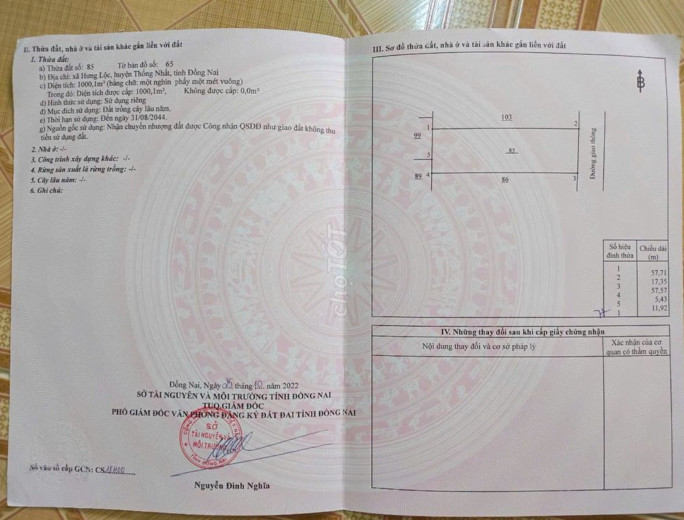 II. Thửa đất, nhà ở và tài sản khác gắn liền với đất
1. Thửa đất:
a) Thửa đất số: 85 Tờ bản đồ số: 65
b) Địa chỉ: xã Hưng Lộc, huyện Thống Nhất, tỉnh Đồng Nai
c) Diện tích: 1000,1m² (bằng chữ: một nghìn phẩy một mét vuông)
Trong đó: Diện tích được cấp: 1000,1m², Không được cấp: 0,0m²
d) Hình thức sử dụng: Sử dụng riêng
đ) Mục đích sử dụng: Đất trồng cây lâu năm.
e) Thời hạn sử dụng: Đến ngày 31/08/2044.
g) Nguồn gốc sử dụng: Nhận chuyển nhượng đất được Công nhận QSDĐ như giao đất không thu
tiền sử dụng đất.
2. Nhà ở: -/-
3. Công trình xây dựng khác: -/-
4. Rừng sản xuất là rừng trồng: -/-
5. Cây lâu năm: -/-
6. Ghi chú:
Đồng Nai, Ngày tháng năm 2022
SỞ TÀI NGUYÊN VÀ MÔI TRƯỜNG TỈNH ĐỒNG NAI
TUQ.GIÁM ĐỐC
PHÓ GIÁM ĐỐC VĂN PHÒNG ĐĂNG KÝ ĐẤT ĐAI TỈNH ĐỒNG NAI
SỞ
TÀI NGUYÊN VÀ
MÔI TRƯỜNG
TỈNH ĐỒNG NAI
Số vào sổ cấp GCN: CS
Nguyễn Đình Nghĩa
choTỐT
III. Sơ đồ thửa đất, nhà ở và tài sản khác gắn liền với đất
B
103
1
2
99
85
5
89
4
86
3
Đường giao thông
Số hiệu đỉnh thửa
Chiều dài (m)
1
57,71
2
17,35
3
57,57
4
5,43
5
11,92
1
IV. Những thay đổi sau khi cấp giấy chứng nhận
Nội dung thay đổi và cơ sở pháp lý
Xác nhận của cơ
quan có thẩm quyền